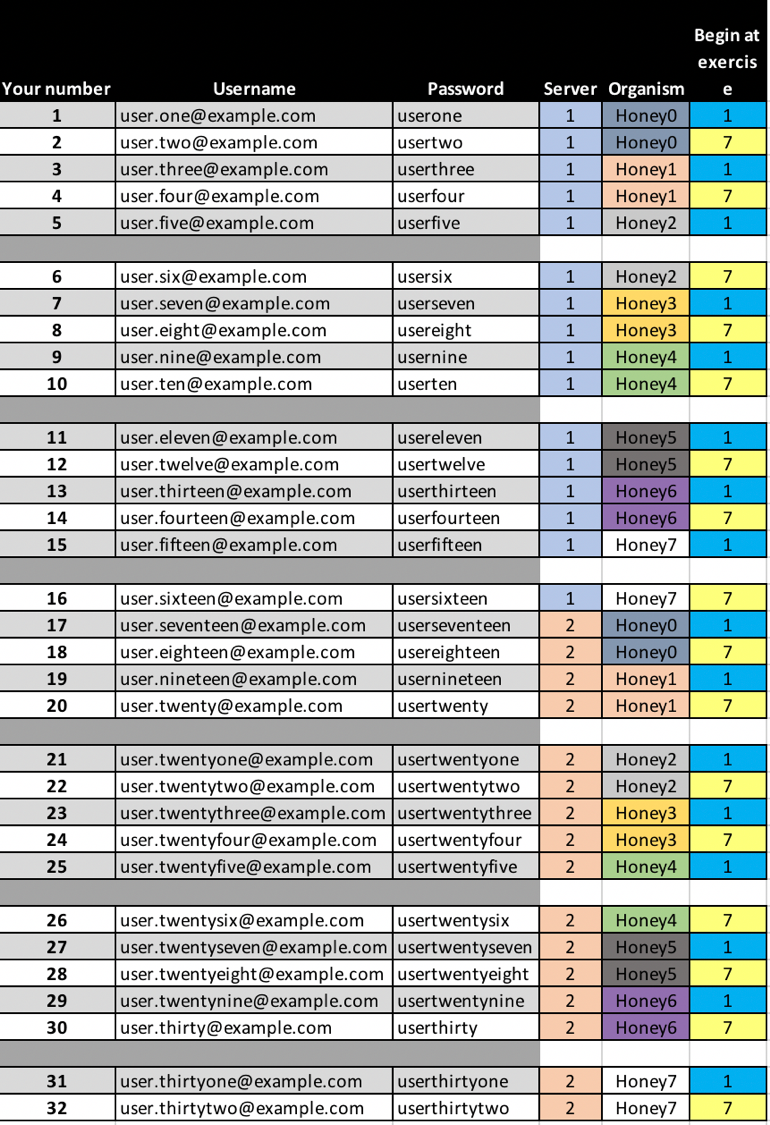 Your number Username Password Server Organism Begin at exercis e
1 user.one@example.com userone 1 Honey0 1
2 user.two@example.com usertwo 1 Honey0 7
3 user.three@example.com userthree 1 Honey1 1
4 user.four@example.com userfour 1 Honey1 7
5 user.five@example.com userfive 1 Honey2 1
6 user.six@example.com usersix 1 Honey2 7
7 user.seven@example.com userseven 1 Honey3 1
8 user.eight@example.com usereight 1 Honey3 7
9 user.nine@example.com usernine 1 Honey4 1
10 user.ten@example.com userten 1 Honey4 7
11 user.eleven@example.com usereleven 1 Honey5 1
12 user.twelve@example.com usertwelve 1 Honey5 7
13 user.thirteen@example.com userthirteen 1 Honey6 1
14 user.fourteen@example.com userfourteen 1 Honey6 7
15 user.fifteen@example.com userfifteen 1 Honey7 1
16 user.sixteen@example.com usersixteen 1 Honey7 7
17 user.seventeen@example.com userseventeen 2 Honey0 1
18 user.eighteen@example.com usereighteen 2 Honey0 7
19 user.nineteen@example.com usernineteen 2 Honey1 1
20 user.twenty@example.com usertwenty 2 Honey1 7
21 user.twentyone@example.com usertwentyone 2 Honey2 1
22 user.twentytwo@example.com usertwentytwo 2 Honey2 7
23 user.twentythree@example.com usertwentythree 2 Honey3 1
24 user.twentyfour@example.com usertwentyfour 2 Honey3 7
25 user.twentyfive@example.com usertwentyfive 2 Honey4 1
26 user.twentysix@example.com usertwentysix 2 Honey4 7
27 user.twentyseven@example.com usertwentyseven 2 Honey5 1
28 user.twentyeight@example.com usertwentyeight 2 Honey5 7
29 user.twentynine@example.com usertwentynine 2 Honey6 1
30 user.thirty@example.com userthirty 2 Honey6 7
31 user.thirtyone@example.com userthirtyone 2 Honey7 1
32 user.thirtytwo@example.com userthirtytwo 2 Honey7 7